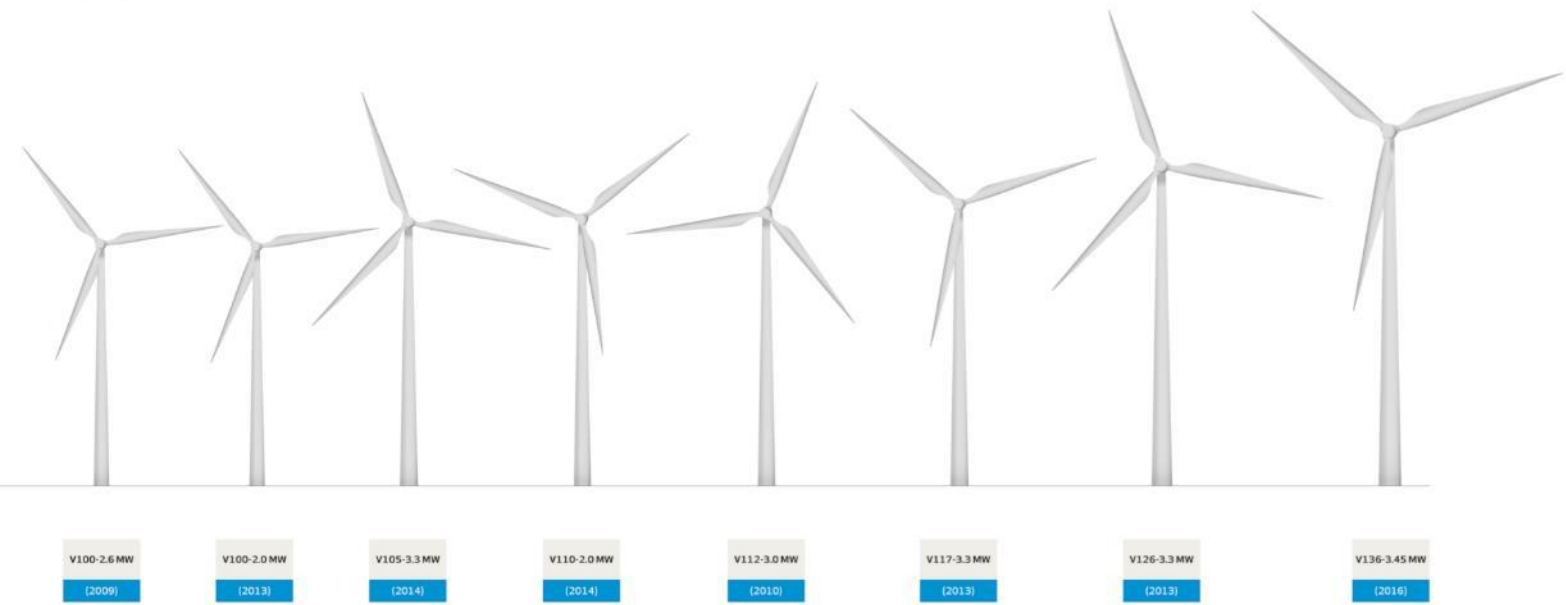 V100-2.6 MW
(2009)
V100-2.0 MW
(2013)
V105-3.3 MW
(2014)
V110-2.0 MW
(2014)
V112-3.0 MW
(2010)
V117-3.3 MW
(2013)
V126-3.3 MW
(2013)
V136-3.45 MW
(2016)